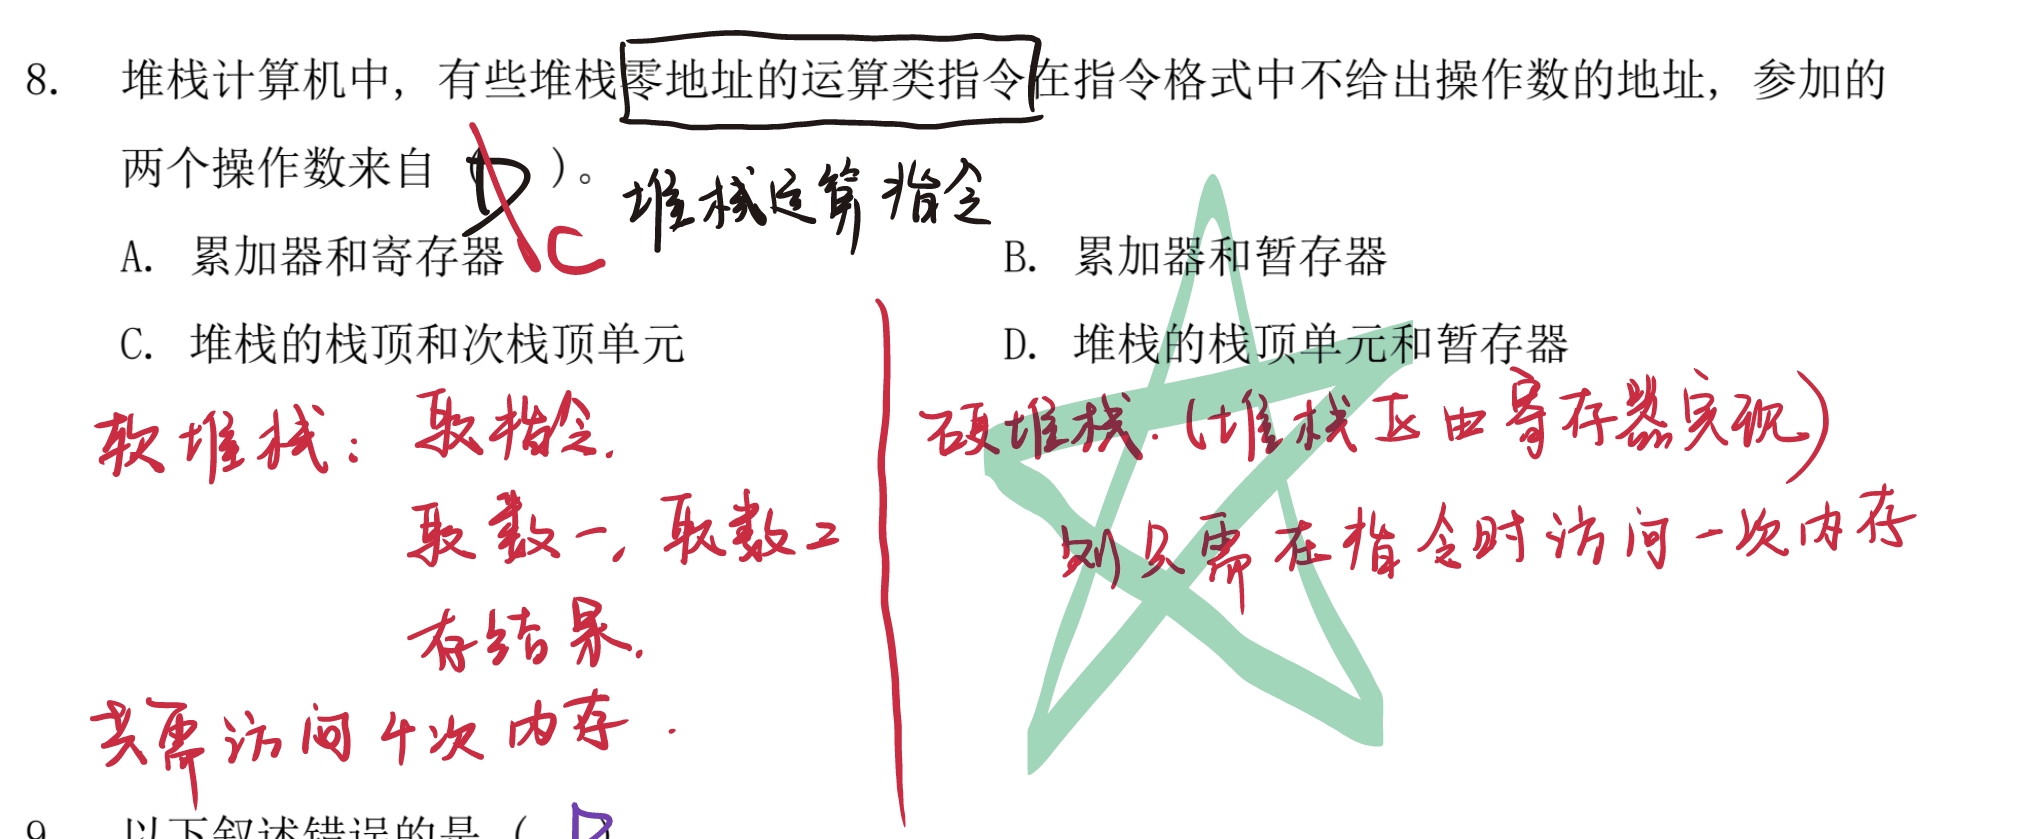 8. 堆栈计算机中，有些堆栈零地址的运算类指令在指令格式中不给出操作数的地址，参加的
两个操作数来自（D）。
堆栈运算指令
C
A. 累加器和寄存器
B. 累加器和暂存器
C. 堆栈的栈顶和次栈顶单元
D. 堆栈的栈顶单元和暂存器
软堆栈：取指令.
取数一, 取数2
存结果.
共需访问4次内存.
硬堆栈.(堆栈区由寄存器实现)
则只需在指令时访问一次内存
9. 以下叙述错误的是（